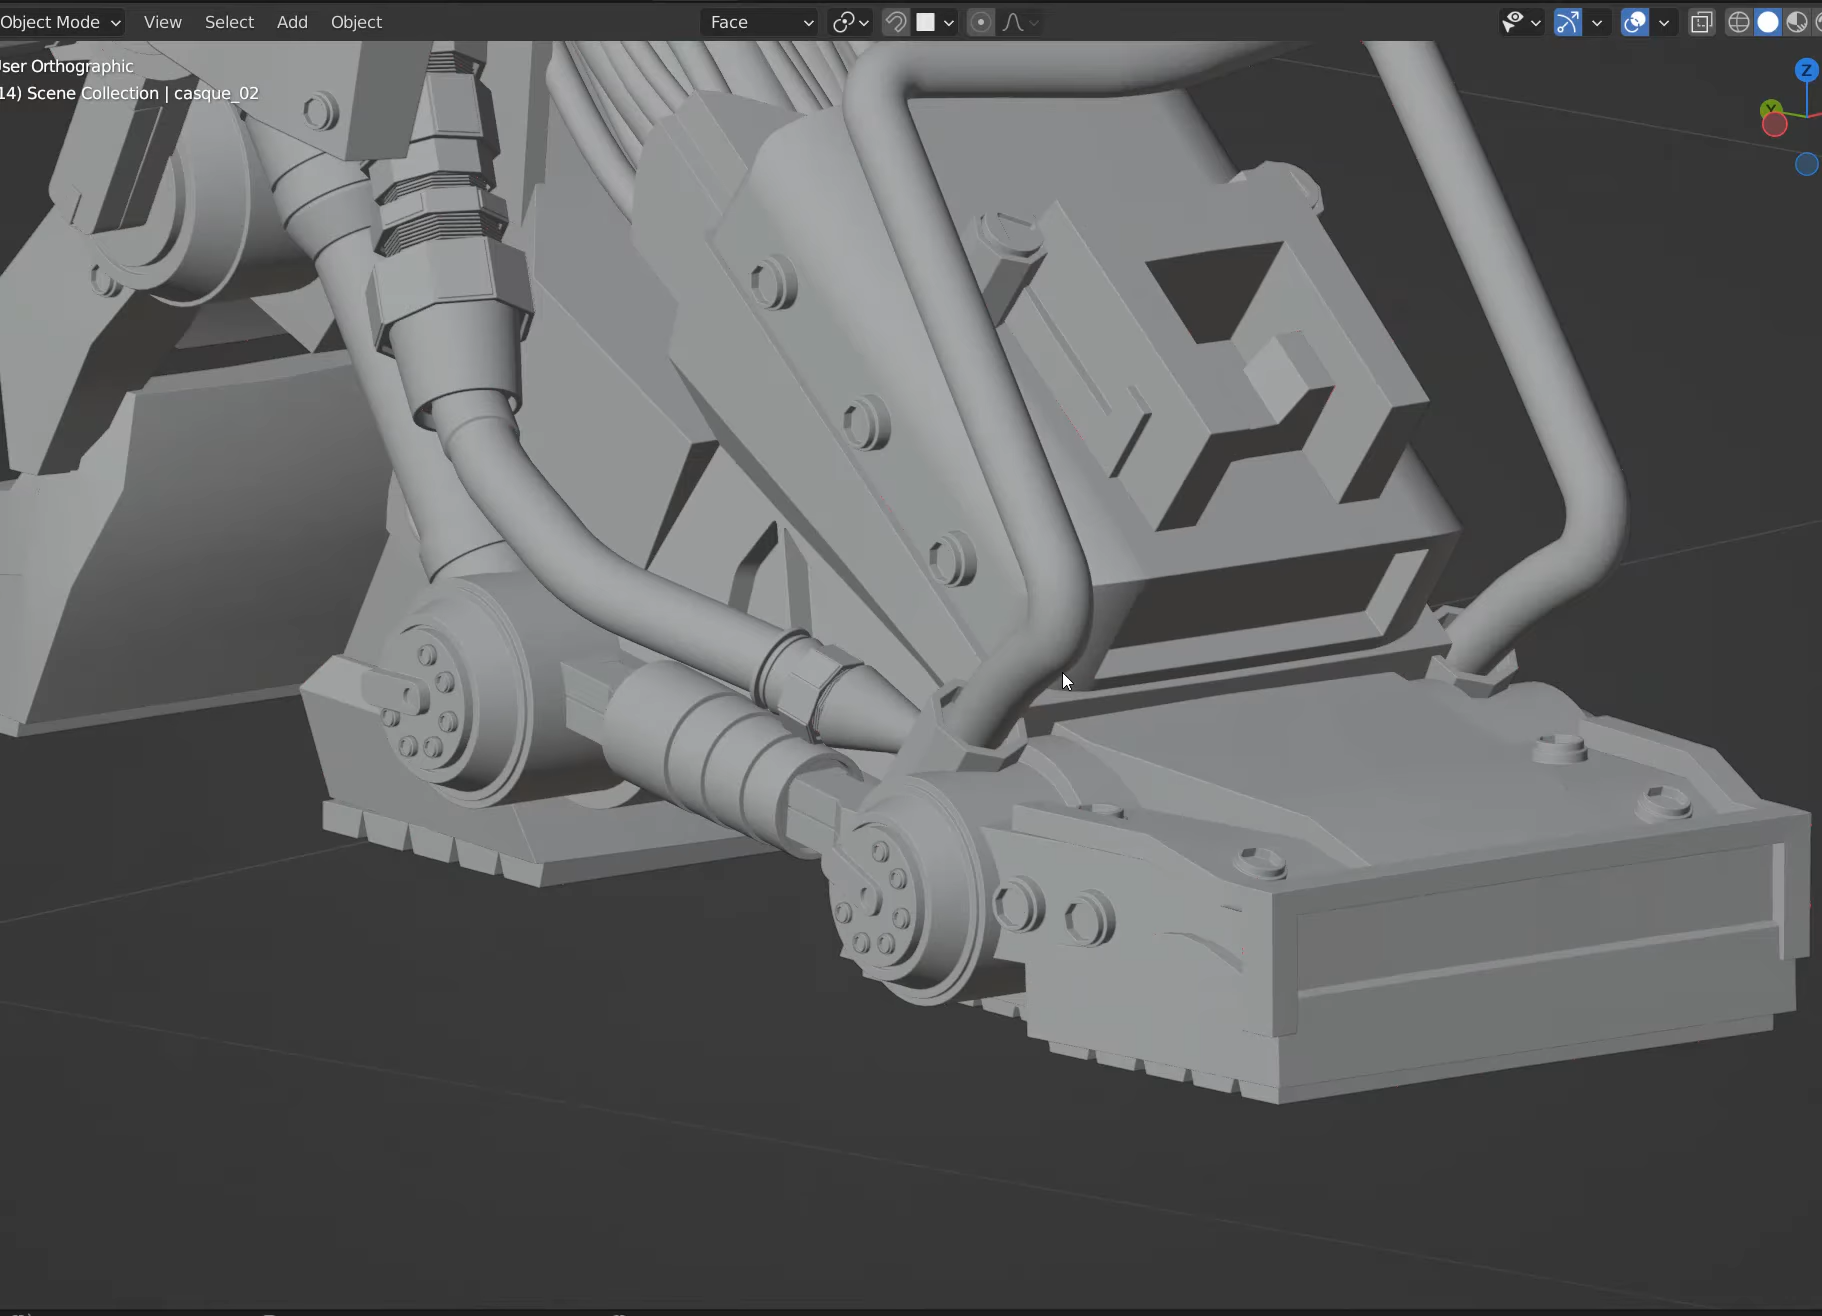 Object Mode View Select Add Object Face
ser Orthographic
14) Scene Collection | casque_02
Z
Y